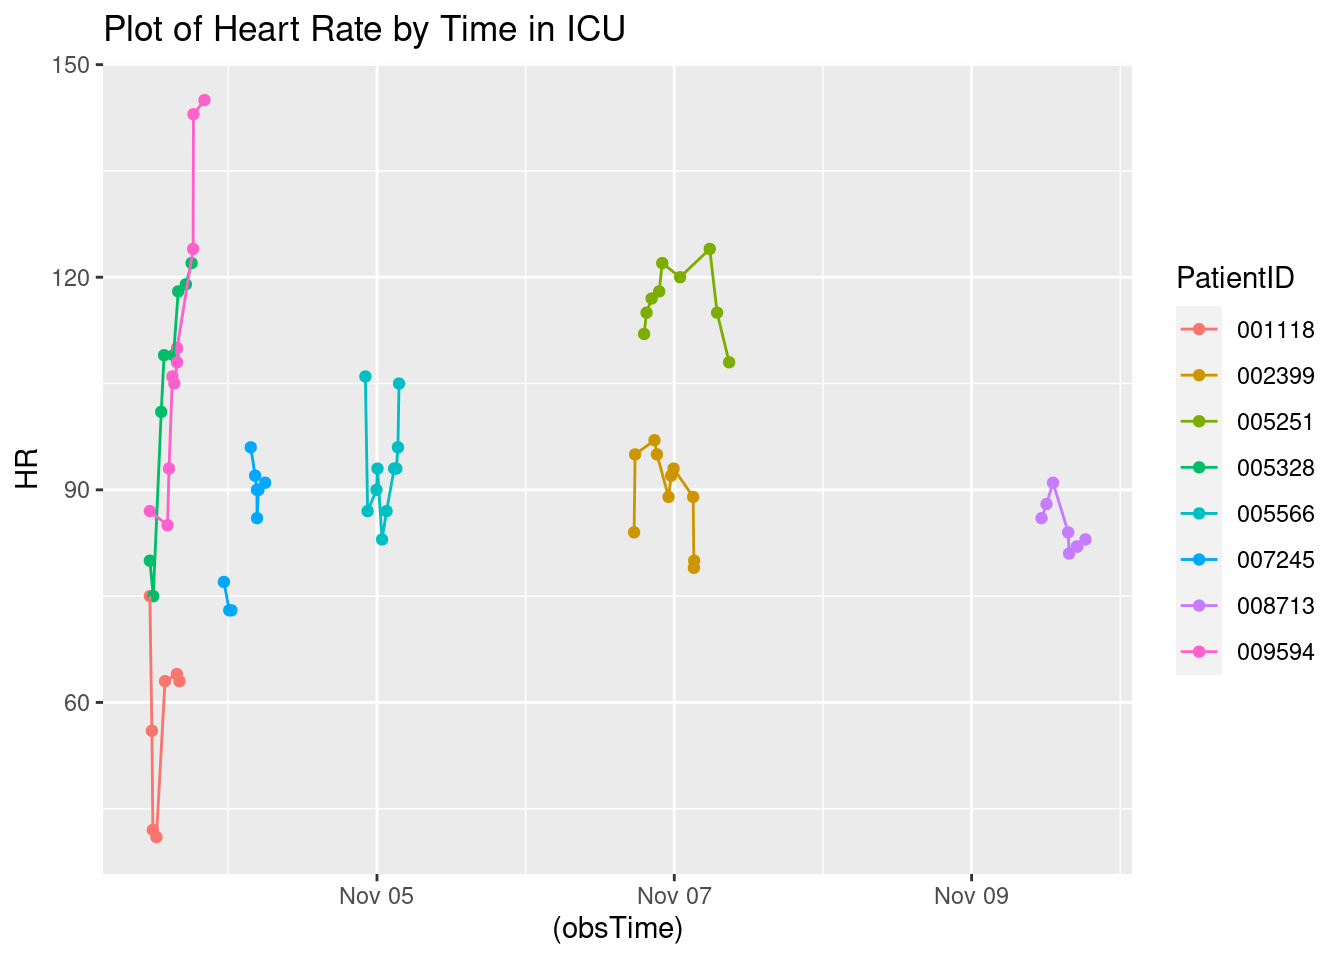 Plot of Heart Rate by Time in ICU
150
120
90
60
HR
Nov 05
Nov 07
Nov 09
(obsTime)
PatientID
001118
002399
005251
005328
005566
007245
008713
009594